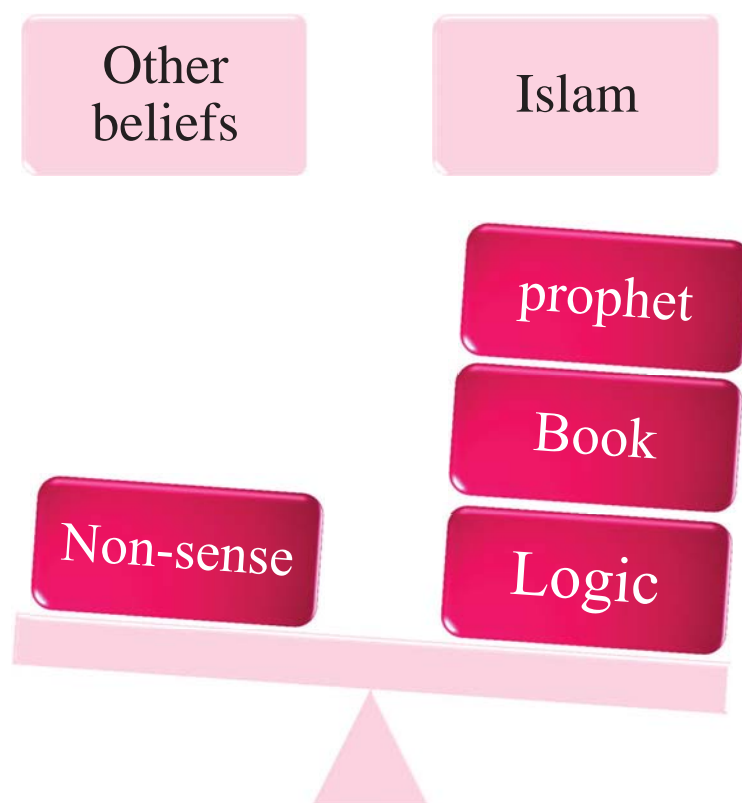 Other
beliefs
Islam
prophet
Book
Non-sense
Logic